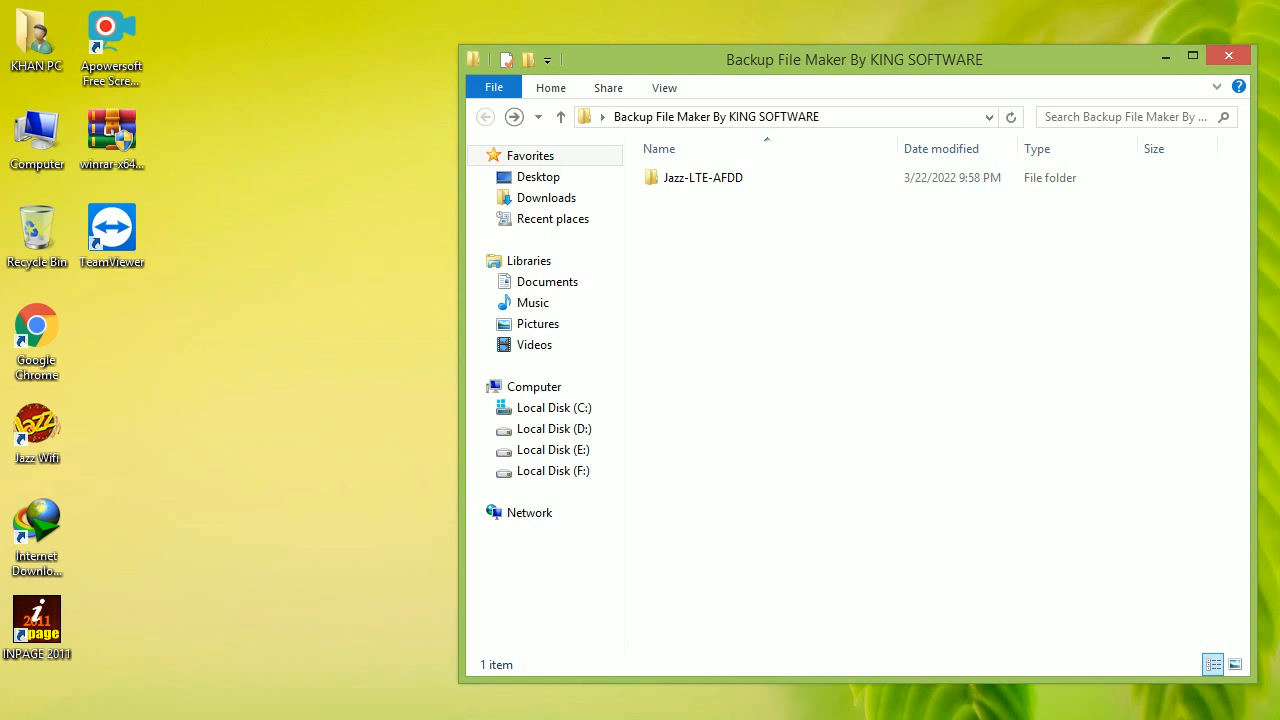 KHAN PC
Apowersoft
Free Scre...
Computer
winrar-x64...
Recycle Bin
TeamViewer
Google
Chrome
Jazz
Jazz Wifi
Internet
Downlo...
i
2011
page
INPAGE 2011
Backup File Maker By KING SOFTWARE
File
Home
Share
View
Backup File Maker By KING SOFTWARE
Search Backup File Maker By ...
Favorites
Desktop
Downloads
Recent places
Libraries
Documents
Music
Pictures
Videos
Computer
Local Disk (C:)
Local Disk (D:)
Local Disk (E:)
Local Disk (F:)
Network
Name
Date modified
Type
Size
Jazz-LTE-AFDD
3/22/2022 9:58 PM
File folder
1 item